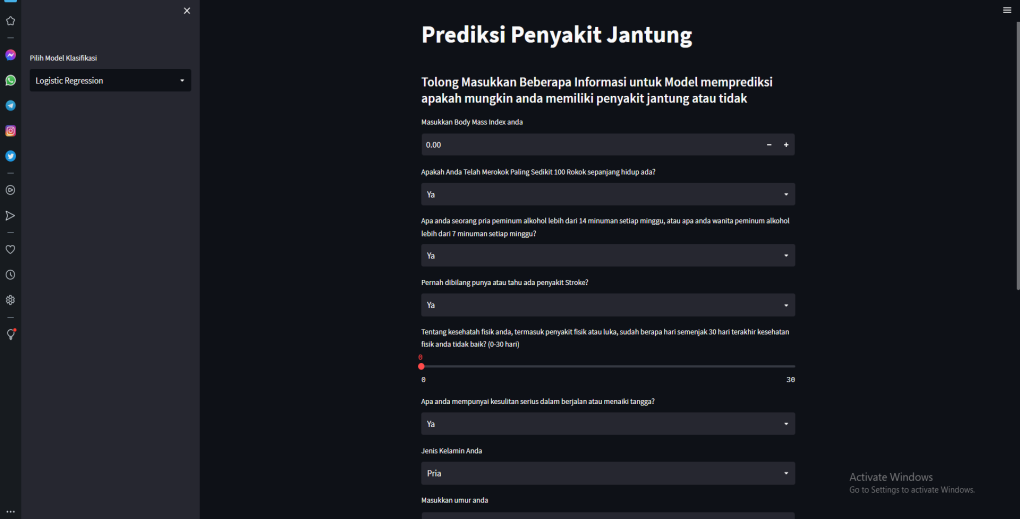 Pilih Model Klasifikasi
Logistic Regression
Prediksi Penyakit Jantung
Tolong Masukkan Beberapa Informasi untuk Model memprediksi
apakah mungkin anda memiliki penyakit jantung atau tidak
Masukkan Body Mass Index anda
0.00
Apakah Anda Telah Merokok Paling Sedikit 100 Rokok sepanjang hidup ada?
Ya
Apa anda seorang pria peminum alkohol lebih dari 14 minuman setiap minggu, atau apa anda wanita peminum alkohol
lebih dari 7 minuman setiap minggu?
Ya
Pernah dibilang punya atau tahu ada penyakit Stroke?
Ya
Tentang kesehatah fisik anda, termasuk penyakit fisik atau luka, sudah berapa hari semenjak 30 hari terakhir kesehatan
fisik anda tidak baik? (0-30 hari)
0
0 30
Apa anda mempunyai kesulitan serius dalam berjalan atau menaiki tangga?
Ya
Jenis Kelamin Anda
Pria
Masukkan umur anda
Activate Windows
Go to Settings to activate Windows.